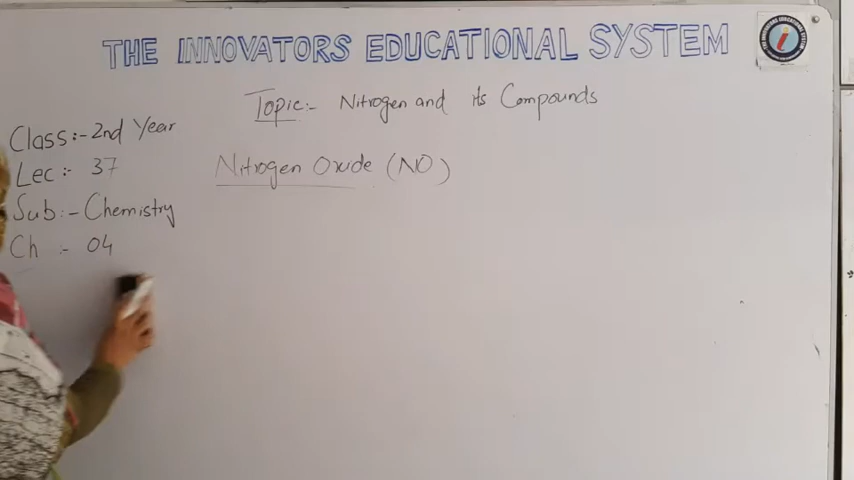 THE INNOVATORS EDUCATIONAL SYSTEM
Topic:- Nitrogen and its Compounds
Class:- 2nd Year
Lec :- 37
Sub:- Chemistry
Ch :- 04
Nitrogen Oxide (NO)